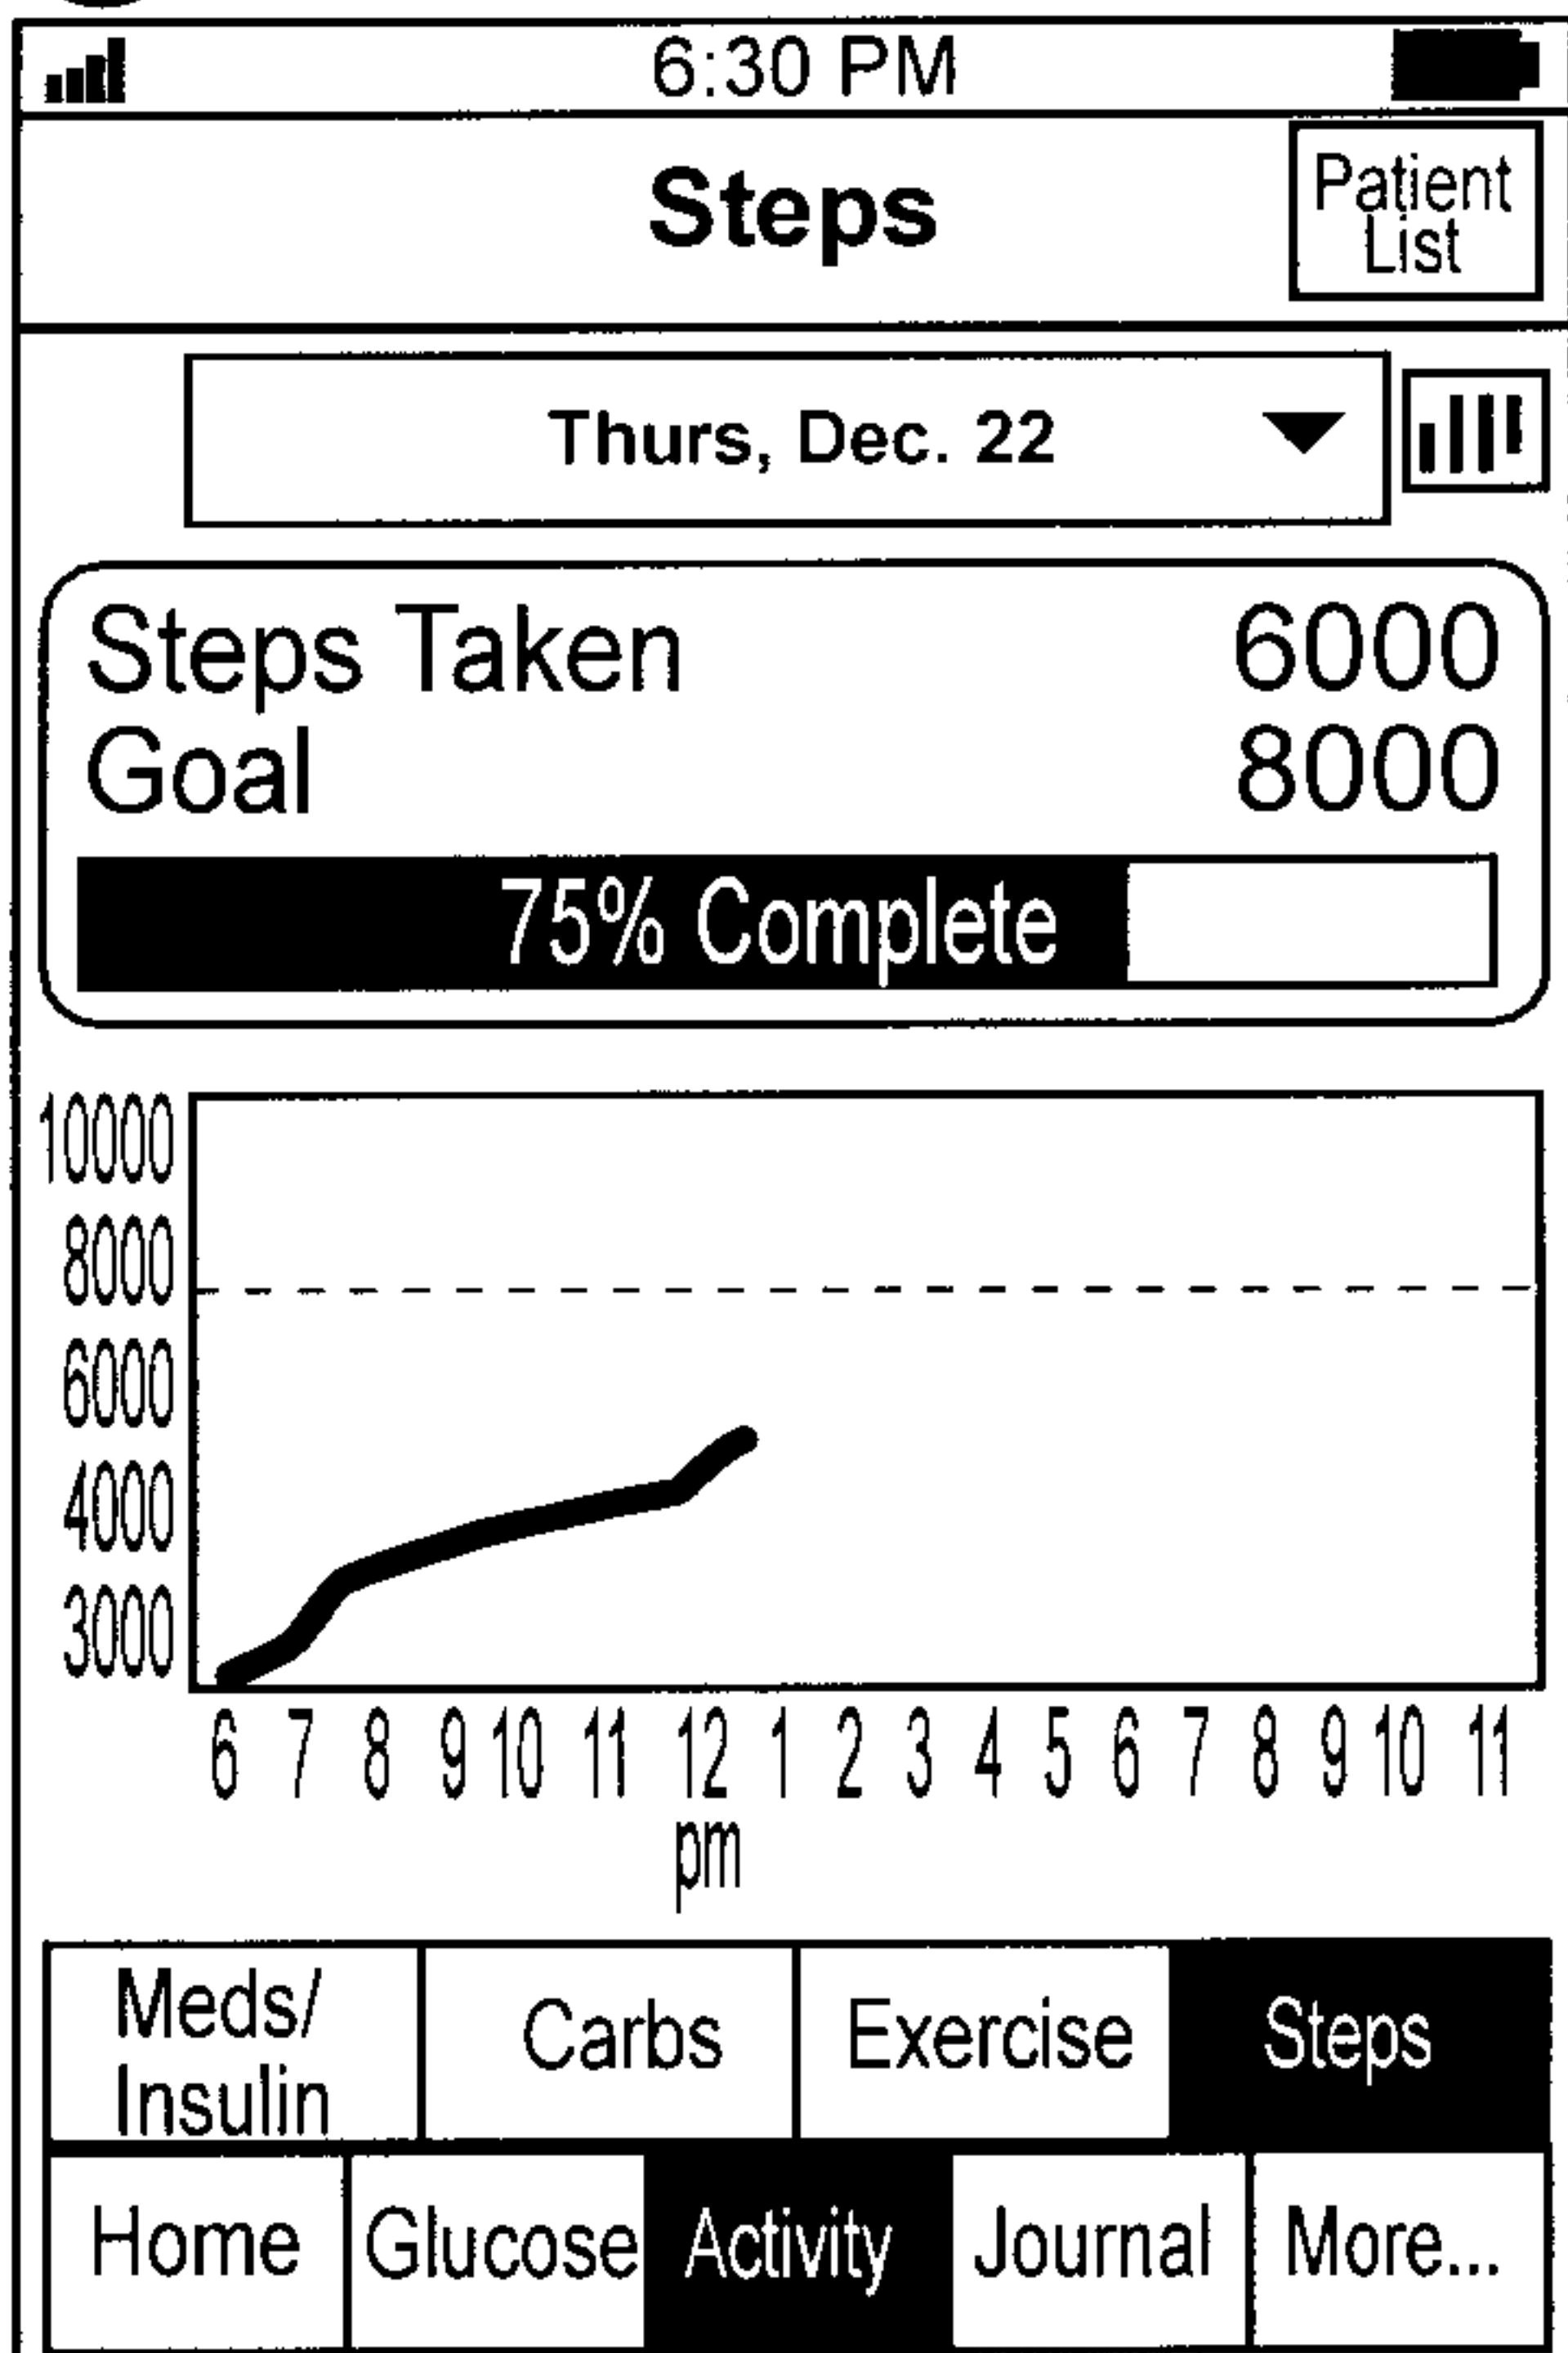 6:30 PM
Steps
Patient
List
Thurs, Dec. 22
Steps Taken 6000
Goal 8000
75% Complete
10000
8000
6000
4000
3000
6 7 8 9 10 11 12 1 2 3 4 5 6 7 8 9 10 11
pm
Meds/
Insulin
Carbs
Exercise
Steps
Home
Glucose
Activity
Journal
More...